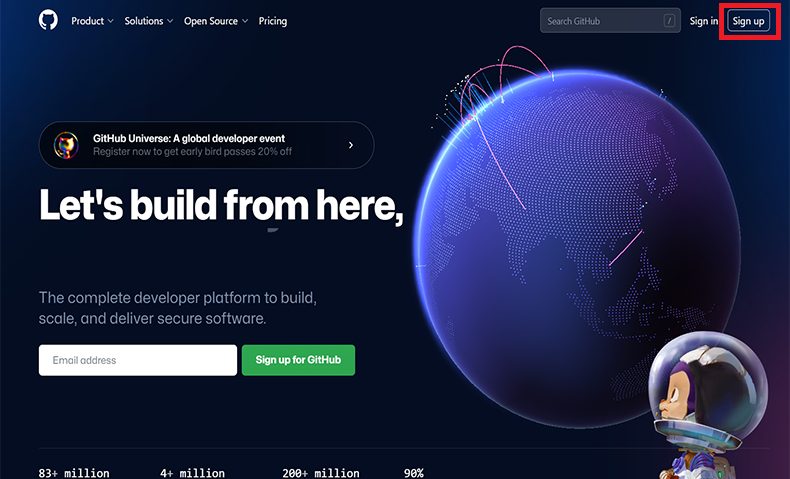 Product Solutions Open Source Pricing Search GitHub / Sign in Sign up
GitHub Universe: A global developer event
Register now to get early bird passes 20% off
Let's build from here,
The complete developer platform to build,
scale, and deliver secure software.
Email address Sign up for GitHub
83+ million 4+ million 200+ million 90%